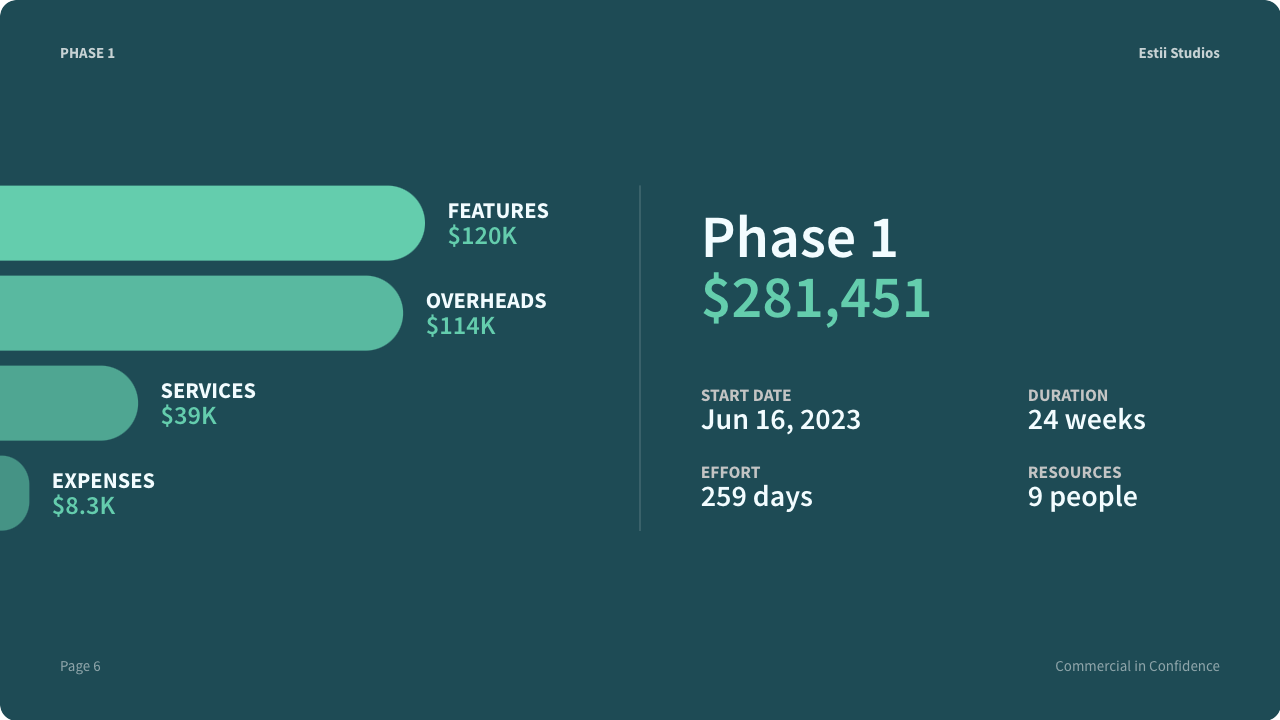 PHASE 1
Estii Studios
FEATURES
$120K
OVERHEADS
$114K
SERVICES
$39K
EXPENSES
$8.3K
Phase 1
$281,451
START DATE
Jun 16, 2023
DURATION
24 weeks
EFFORT
259 days
RESOURCES
9 people
Page 6
Commercial in Confidence